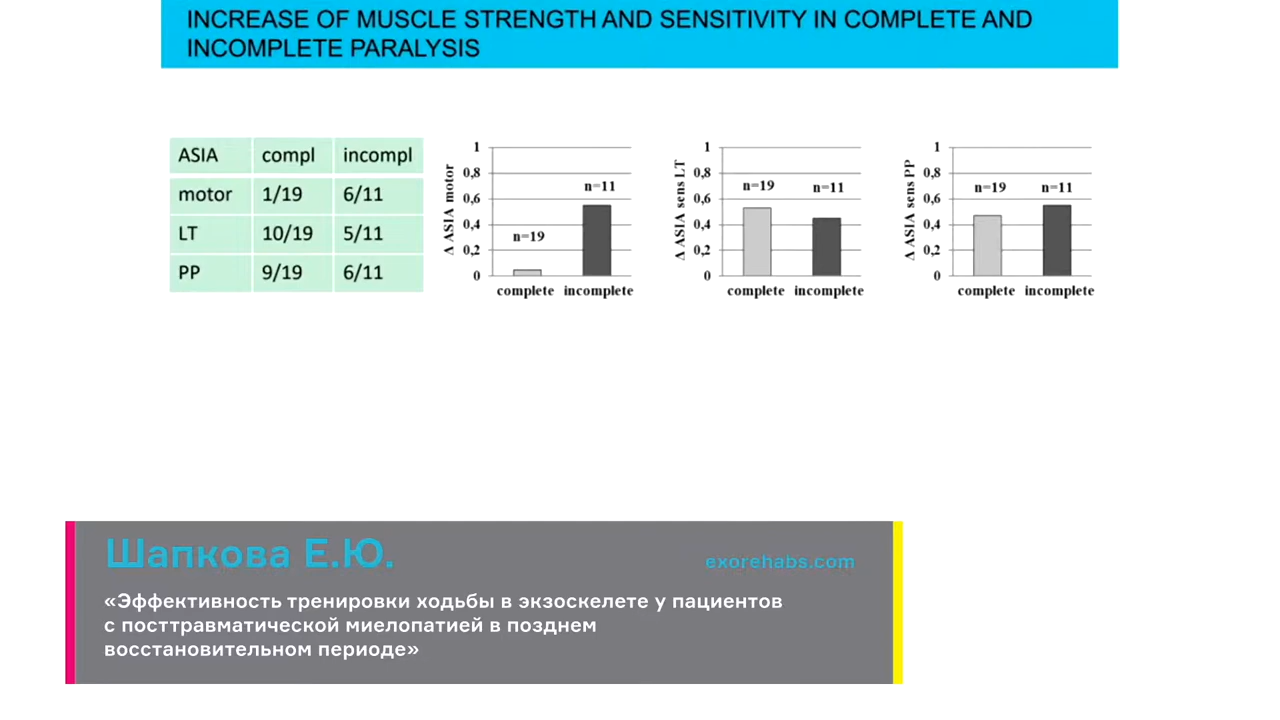 INCREASE OF MUSCLE STRENGTH AND SENSITIVITY IN COMPLETE AND
INCOMPLETE PARALYSIS
ASIA compl incompl
motor 1/19 6/11
LT 10/19 5/11
PP 9/19 6/11
Δ ASIA motor
1
0,8
0,6
0,4
0,2
0
n=19
n=11
complete incomplete
Δ ASIA sens LT
1
0,8
0,6
0,4
0,2
0
n=19
n=11
complete incomplete
Δ ASIA sens PP
1
0,8
0,6
0,4
0,2
0
n=19
n=11
complete incomplete
Шапкова Е.Ю.
exorehabs.com
«Эффективность тренировки ходьбы в экзоскелете у пациентов
с посттравматической миелопатией в позднем
восстановительном периоде»